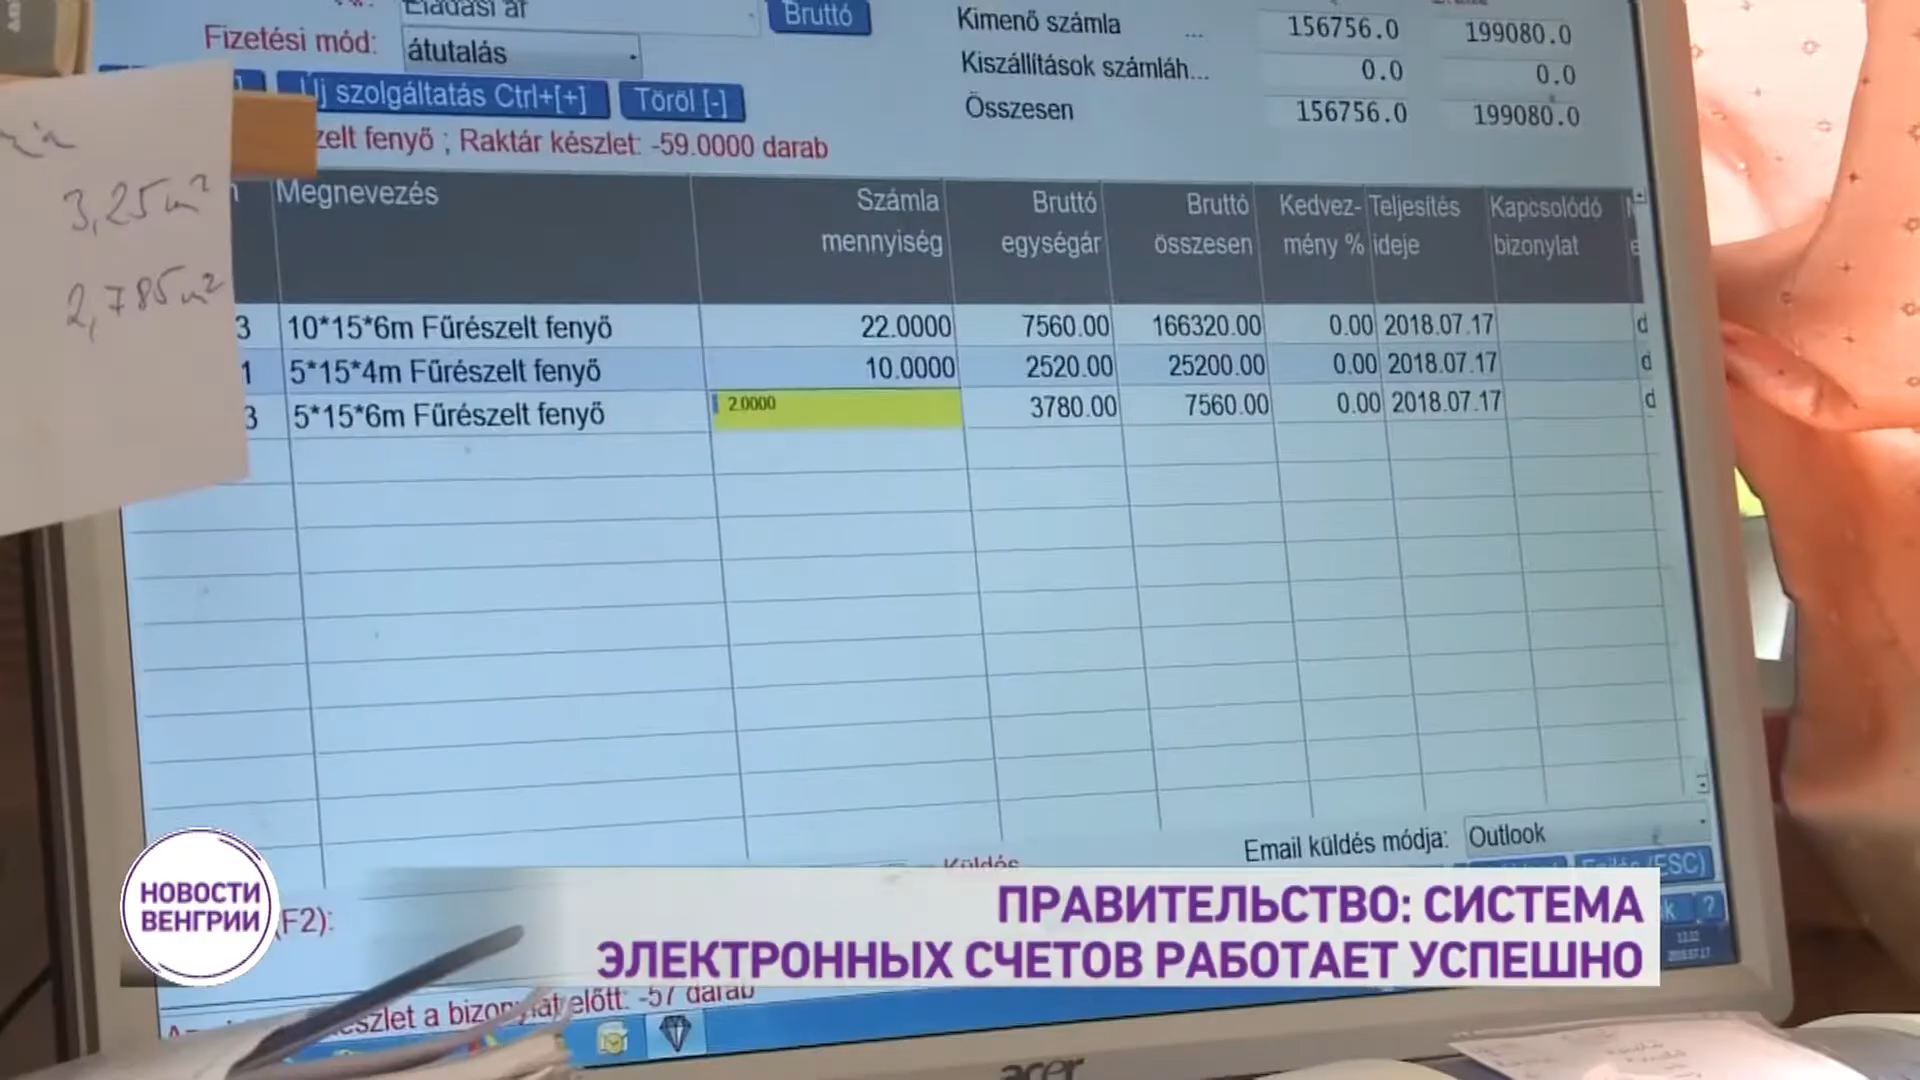 Eladási ár
Bruttó
Fizetési mód:
átutalás
Új szolgáltatás Ctrl+[+]
Töröl [-]
Kimenő számla ... 156756.0 199080.0
Kiszállítások számláh... 0.0 0.0
Összesen 156756.0 199080.0
zelt fenyő ; Raktár készlet: -59.0000 darab
3,25m²
2,785m²
Megnevezés Számla mennyiség Bruttó egységár Bruttó összesen Kedvez-mény % Teljesítés ideje Kapcsolódó bizonylat
3 10*15*6m Fűrészelt fenyő 22.0000 7560.00 166320.00 0.00 2018.07.17 d
1 5*15*4m Fűrészelt fenyő 10.0000 2520.00 25200.00 0.00 2018.07.17 d
3 5*15*6m Fűrészelt fenyő 2.0000 3780.00 7560.00 0.00 2018.07.17 d
Email küldés módja: Outlook
Küldés
(ESC)
(F2):
k ?
НОВОСТИ
ВЕНГРИИ
ПРАВИТЕЛЬСТВО: СИСТЕМА
ЭЛЕКТРОННЫХ СЧЕТОВ РАБОТАЕТ УСПЕШНО
szlet a bizonylat előtt: -57 darab
acer